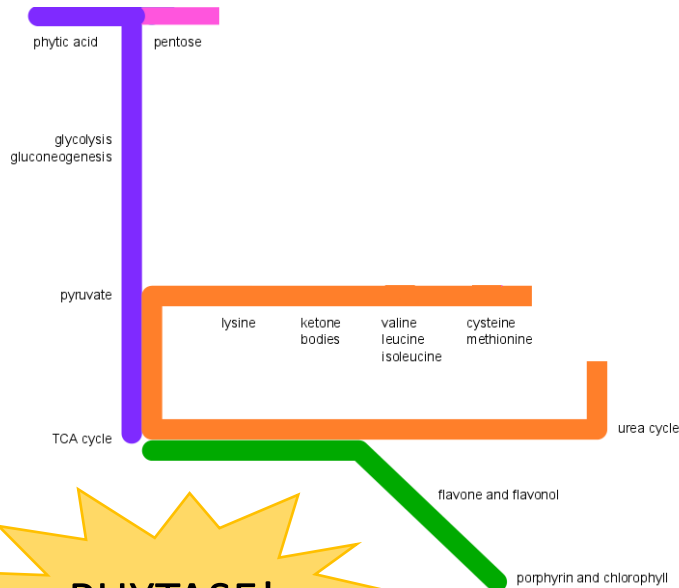 phytic acid
pentose
glycolysis
gluconeogenesis
pyruvate
lysine
ketone
bodies
valine
leucine
isoleucine
cysteine
methionine
TCA cycle
urea cycle
flavone and flavonol
porphyrin and chlorophyll